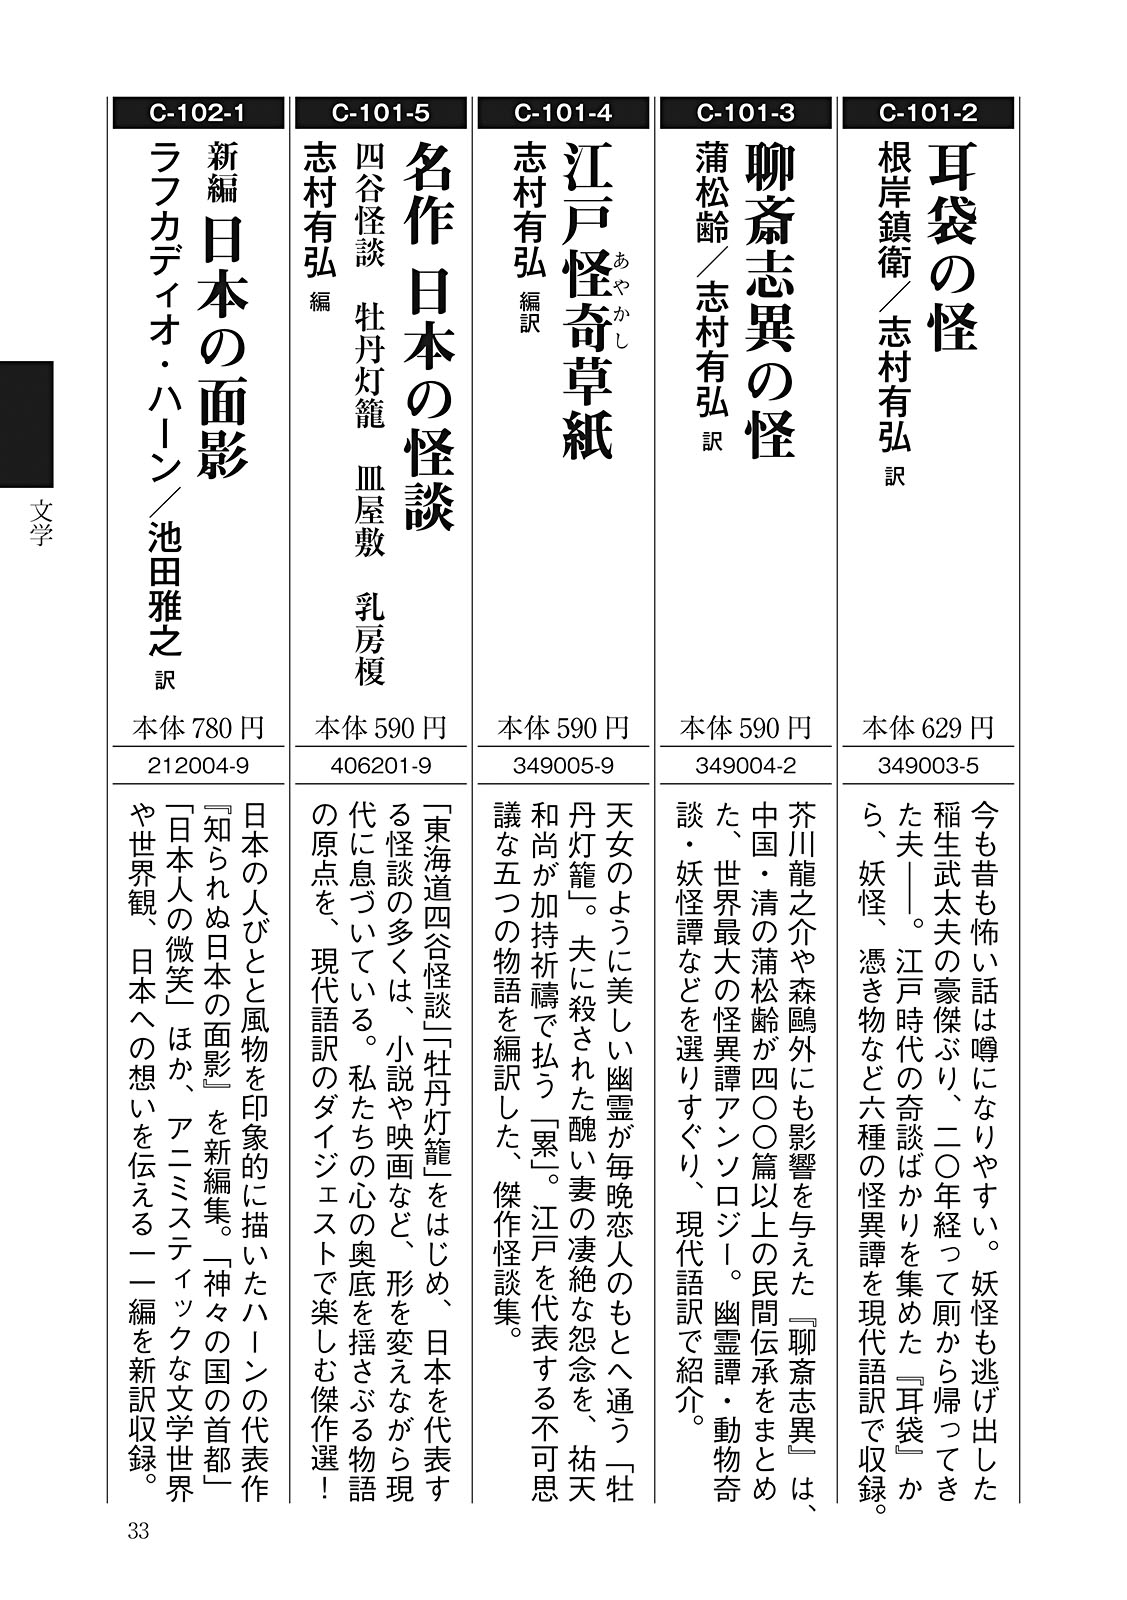 C-101-2
耳袋の怪
根岸鎮衛／志村有弘 訳
本体 629 円
349003-5
今も昔も怖い話は噂になりやすい。妖怪も逃げ出した
稲生武太夫の豪傑ぶり、二〇年経って厠から帰ってき
た夫――。江戸時代の奇談ばかりを集めた『耳袋』か
ら、妖怪、憑き物など六種の怪異譚を現代語訳で収録。
C-101-3
聊斎志異の怪
蒲松齢／志村有弘 訳
本体 590 円
349004-2
芥川龍之介や森鷗外にも影響を与えた『聊斎志異』は、
中国・清の蒲松齢が四〇〇篇以上の民間伝承をまとめ
た、世界最大の怪異譚アンソロジー。幽霊譚・動物奇
談・妖怪譚などを選りすぐり、現代語訳で紹介。
C-101-4
江戸怪奇草紙
あやかし
志村有弘 編訳
本体 590 円
349005-9
天女のように美しい幽霊が毎晩恋人のもとへ通う「牡
丹灯籠」。夫に殺された醜い妻の凄絶な怨念を、祐天
和尚が加持祈禱で払う「累」。江戸を代表する不可思
議な五つの物語を編訳した、傑作怪談集。
C-101-5
名作 日本の怪談
四谷怪談　牡丹灯籠　皿屋敷　乳房榎
志村有弘 編
本体 590 円
406201-9
「東海道四谷怪談」「牡丹灯籠」をはじめ、日本を代表す
る怪談の多くは、小説や映画など、形を変えながら現
代に息づいている。私たちの心の奥底を揺さぶる物語
の原点を、現代語訳のダイジェストで楽しむ傑作選！
C-102-1
新編 日本の面影
ラフカディオ・ハーン／池田雅之 訳
本体 780 円
212004-9
日本の人びとと風物を印象的に描いたハーンの代表作
『知られぬ日本の面影』を新編集。「神々の国の首都」
「日本人の微笑」ほか、アニミスティックな文学世界
や世界観、日本への想いを伝える一一編を新訳収録。
文学
33